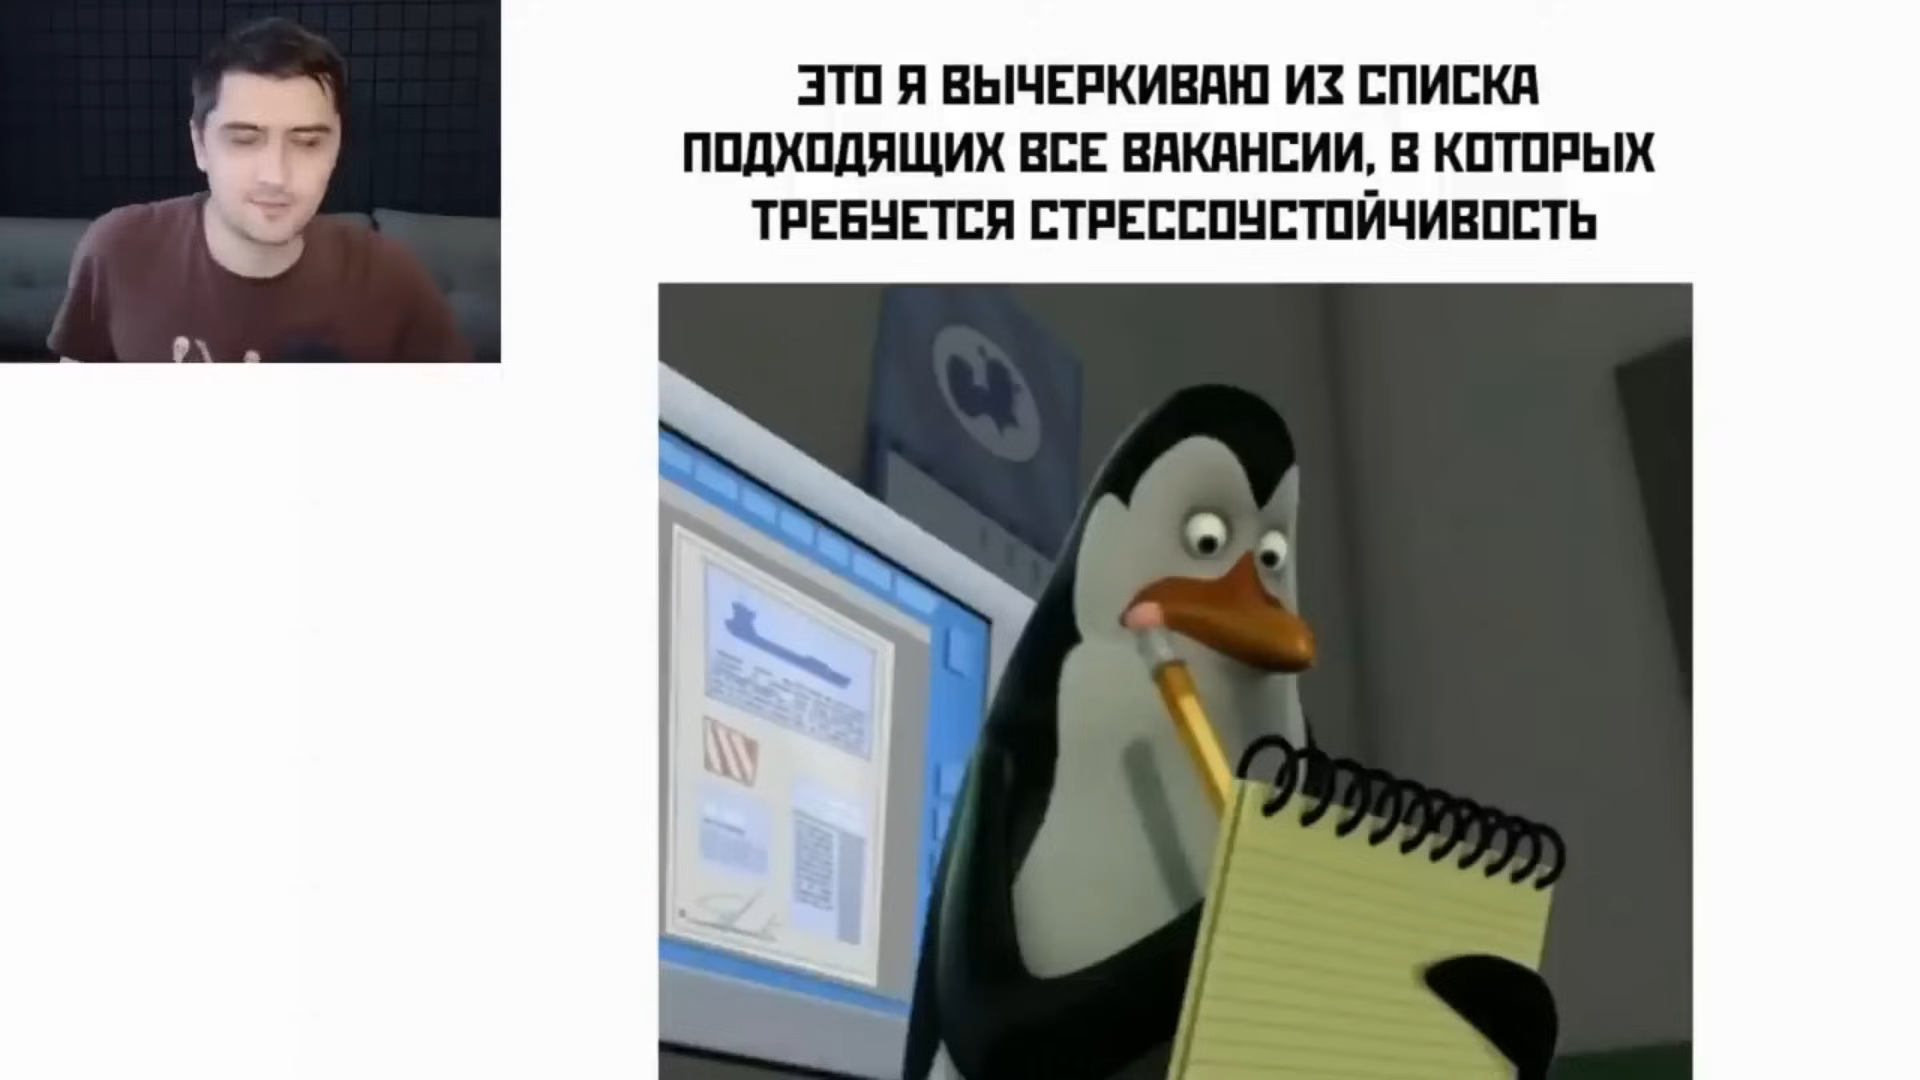 ЭТО Я ВЫЧЕРКИВАЮ ИЗ СПИСКА
ПОДХОДЯЩИХ ВСЕ ВАКАНСИИ, В КОТОРЫХ
ТРЕБУЕТСЯ СТРЕССОУСТОЙЧИВОСТЬ